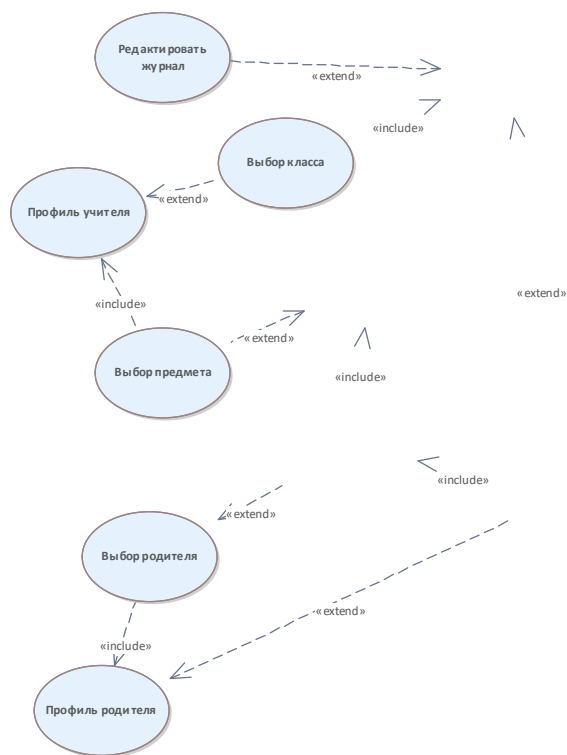 Редактировать
журнал
«extend»
«include»
Выбор класса
«extend»
Профиль учителя
«extend»
«include»
«extend»
Выбор предмета
«include»
«include»
«extend»
Выбор родителя
«extend»
«include»
Профиль родителя